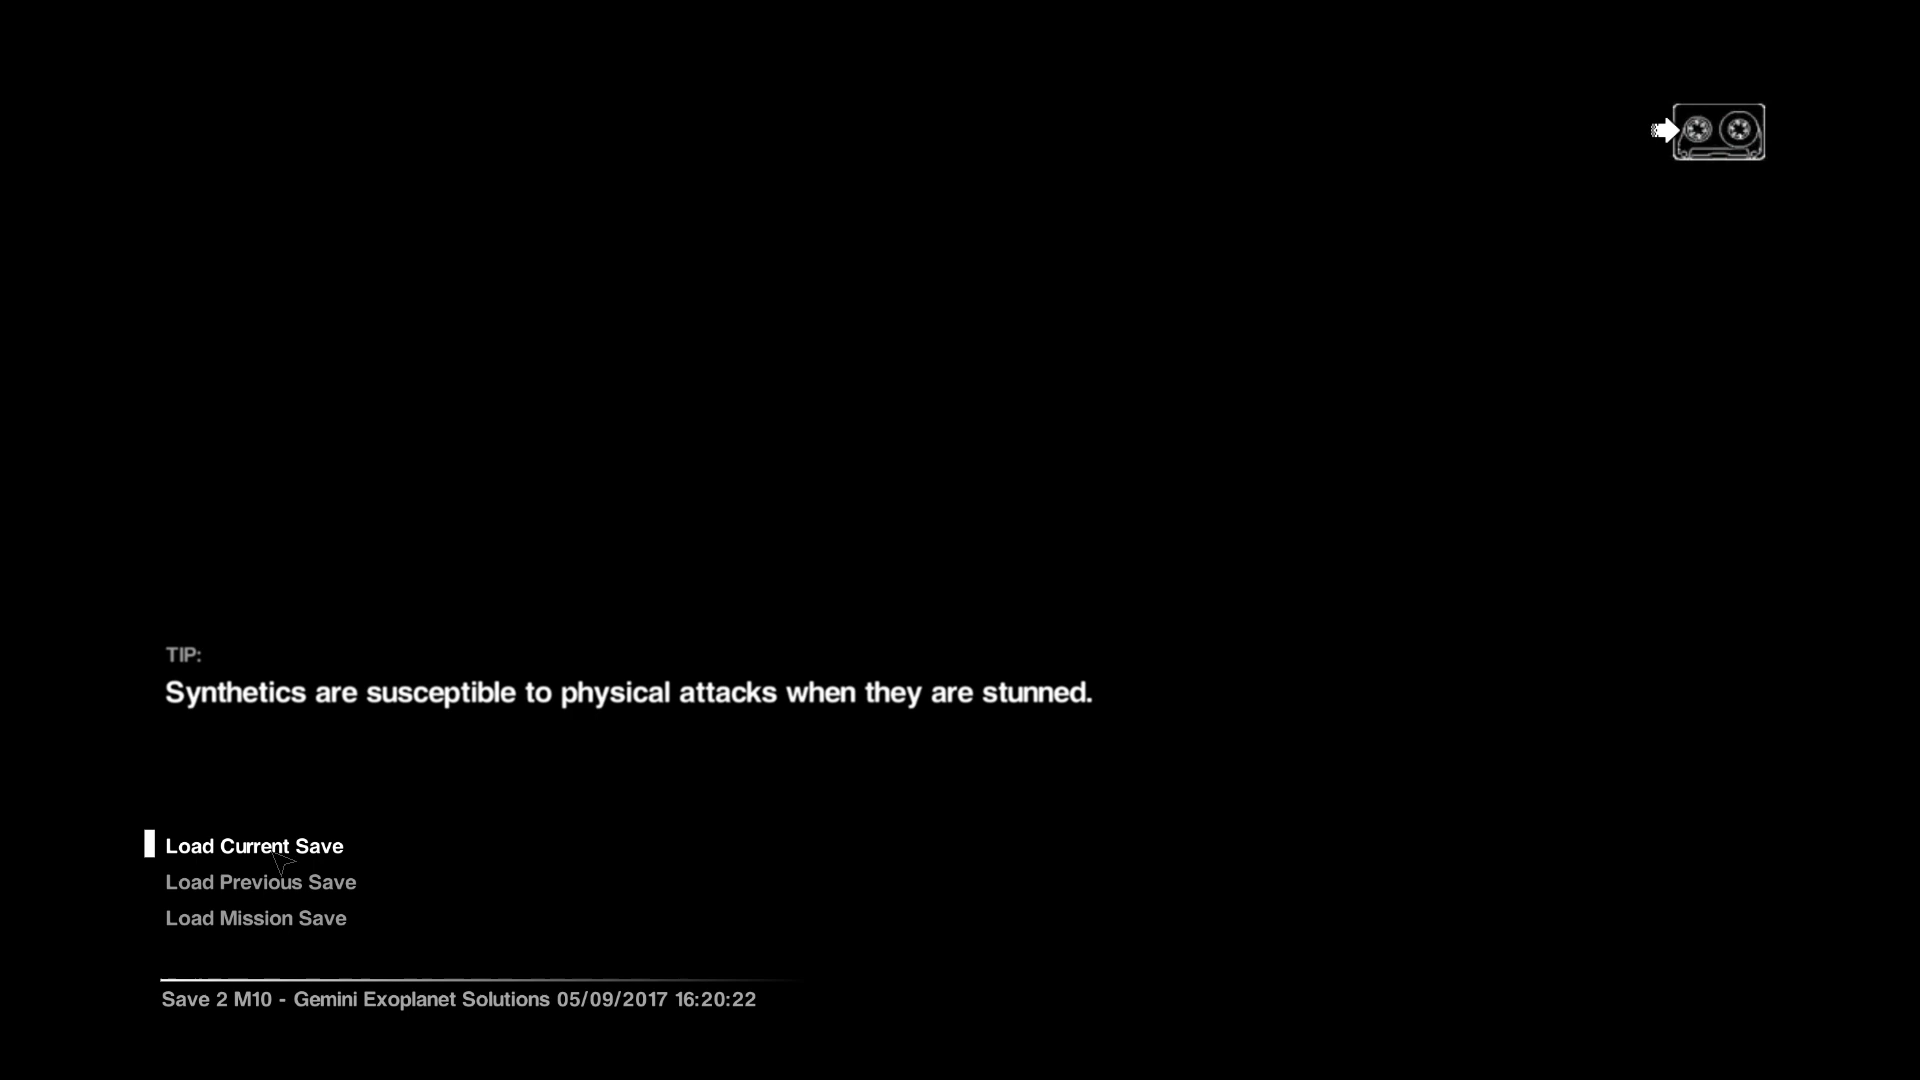 TIP:
Synthetics are susceptible to physical attacks when they are stunned.
Load Current Save
Load Previous Save
Load Mission Save
Save 2 M10 - Gemini Exoplanet Solutions 05/09/2017 16:20:22